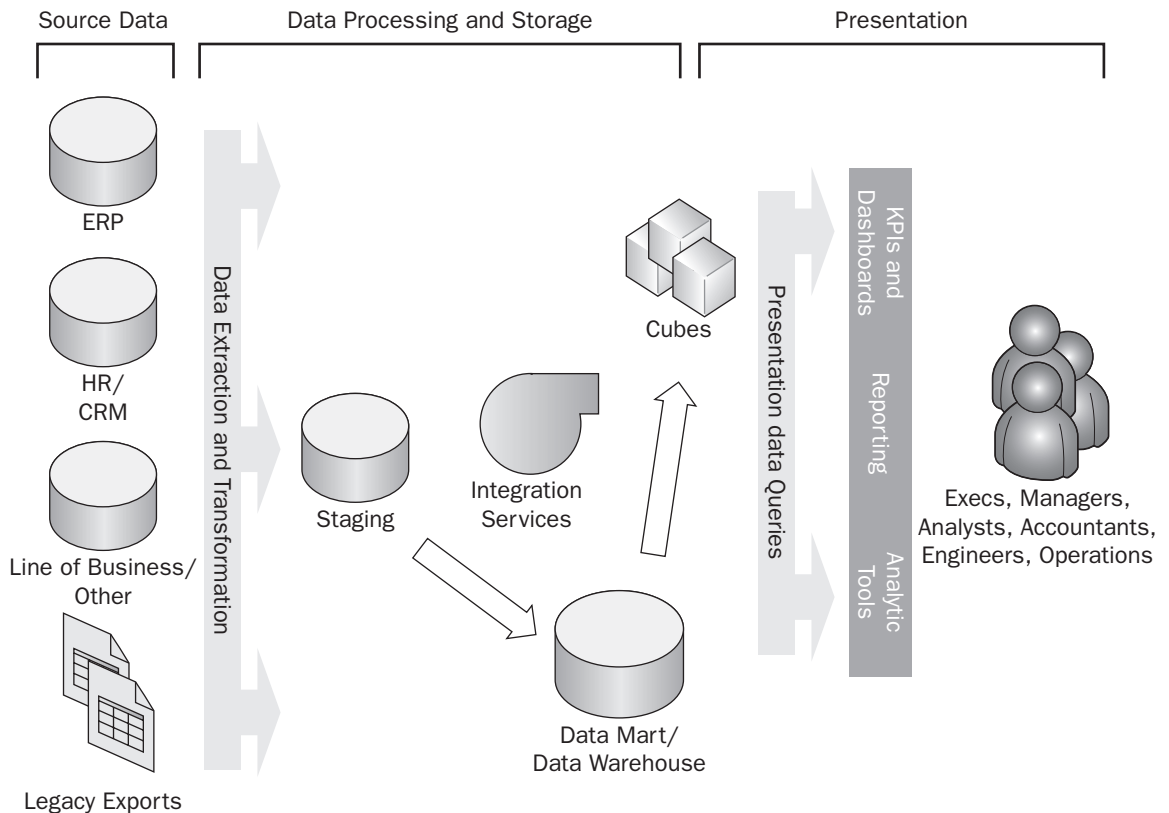 Source Data
Data Processing and Storage
Presentation
ERP
HR/
CRM
Line of Business/
Other
Legacy Exports
Data Extraction and Transformation
Staging
Integration
Services
Data Mart/
Data Warehouse
Cubes
Presentation data Queries
KPIs and
Dashboards
Reporting
Analytic
Tools
Execs, Managers,
Analysts, Accountants,
Engineers, Operations